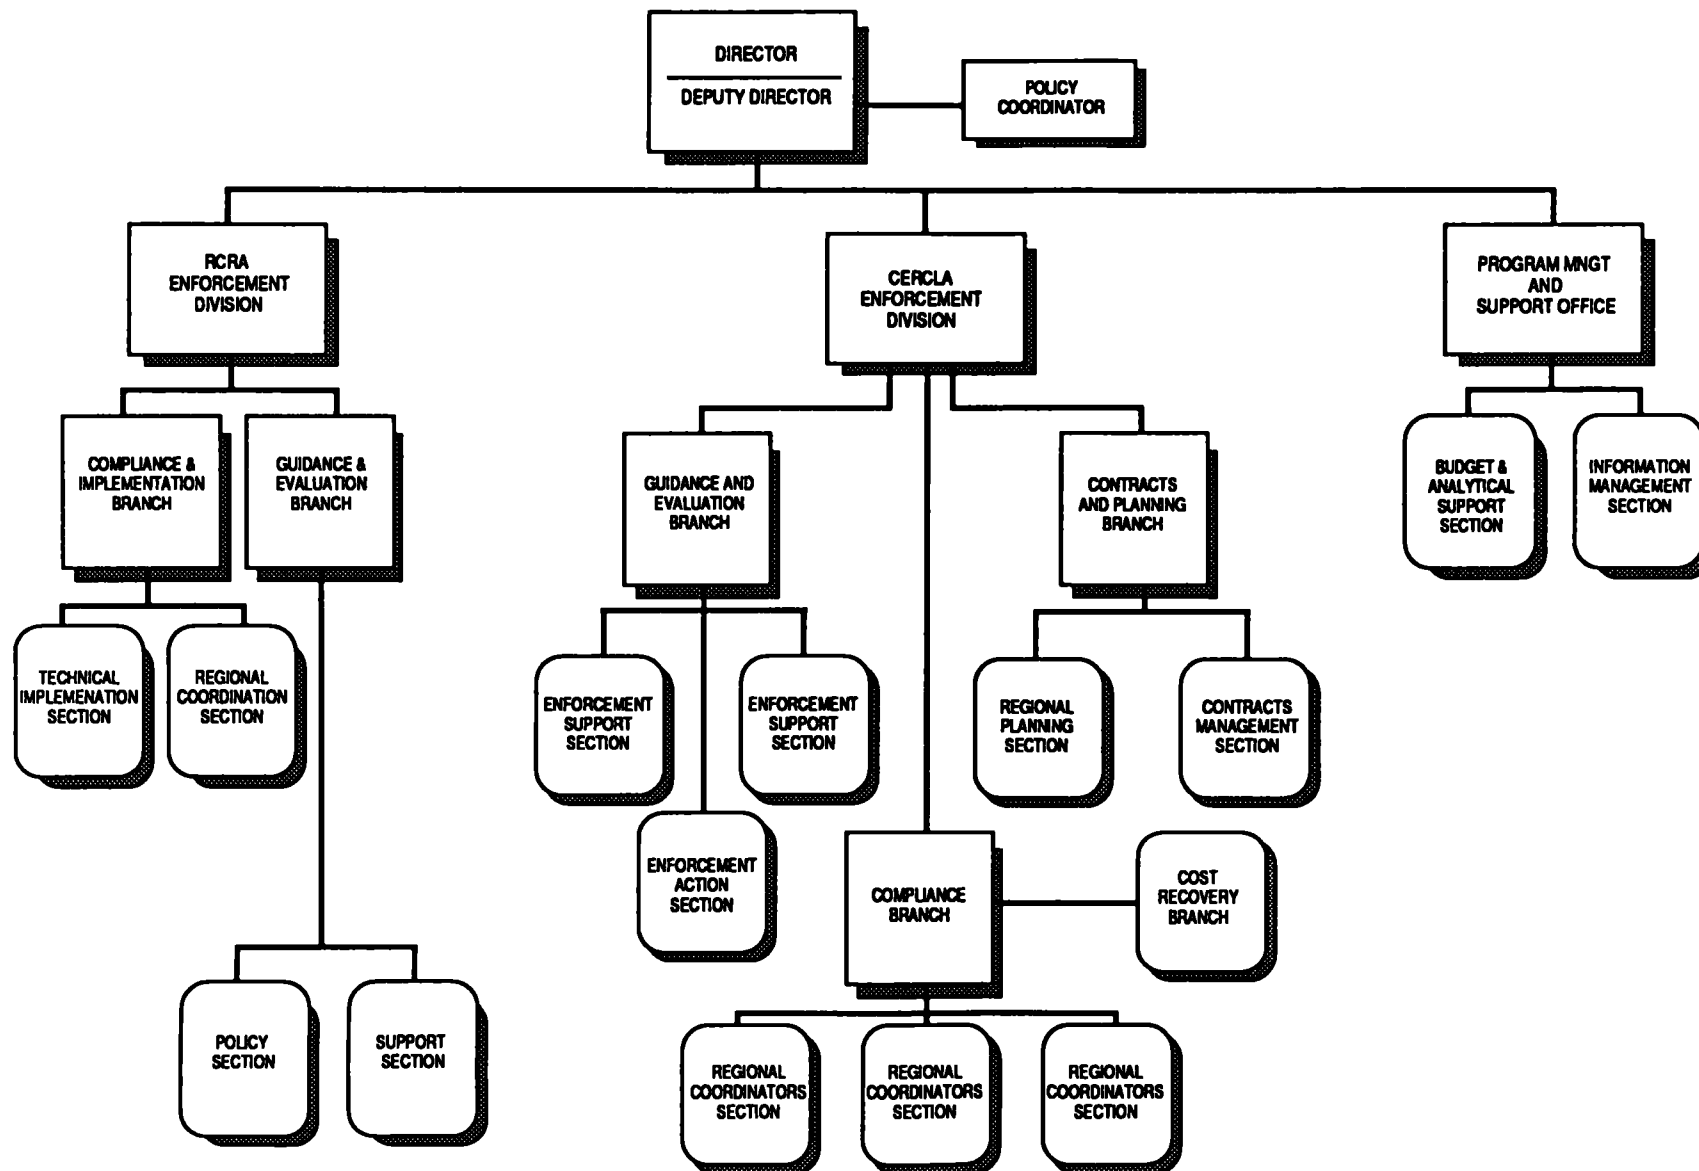 DIRECTOR
DEPUTY DIRECTOR
POLICY
COORDINATOR
RCRA
ENFORCEMENT
DIVISION
CERCLA
ENFORCEMENT
DIVISION
PROGRAM MNGT
AND
SUPPORT OFFICE
COMPLIANCE &
IMPLEMENTATION
BRANCH
GUIDANCE &
EVALUATION BRANCH
GUIDANCE AND
EVALUATION
BRANCH
CONTRACTS
AND PLANNING
BRANCH
BUDGET &
ANALYTICAL
SUPPORT
SECTION
INFORMATION
MANAGEMENT
SECTION
TECHNICAL
IMPLEMENATION
SECTION
REGIONAL
COORDINATION
SECTION
ENFORCEMENT
SUPPORT
SECTION
ENFORCEMENT
SUPPORT
SECTION
REGIONAL
PLANNING
SECTION
CONTRACTS
MANAGEMENT
SECTION
ENFORCEMENT
ACTION
SECTION
COMPLIANCE
BRANCH
COST
RECOVERY
BRANCH
POLICY
SECTION
SUPPORT
SECTION
REGIONAL
COORDINATORS
SECTION
REGIONAL
COORDINATORS
SECTION
REGIONAL
COORDINATORS
SECTION